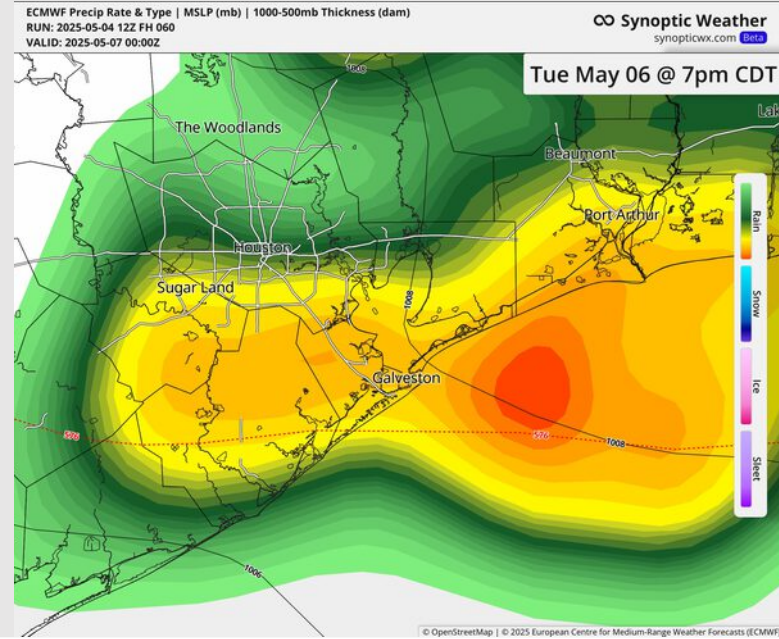 ECMWF Precip Rate & Type | MSLP (mb) | 1000-500mb Thickness (dam)
RUN: 2025-05-04 12Z FH 060
VALID: 2025-05-07 00:00Z
Synoptic Weather
synopticwx.com Beta
Tue May 06 @ 7pm CDT
1008
Lak
The Woodlands
Beaumont
Port Arthur
Houston
Sugar Land
1008
Galveston
576
576
1008
1006
Rain
Snow
Ice
Sleet
© OpenStreetMap | © 2025 European Centre for Medium-Range Weather Forecasts (ECMWF